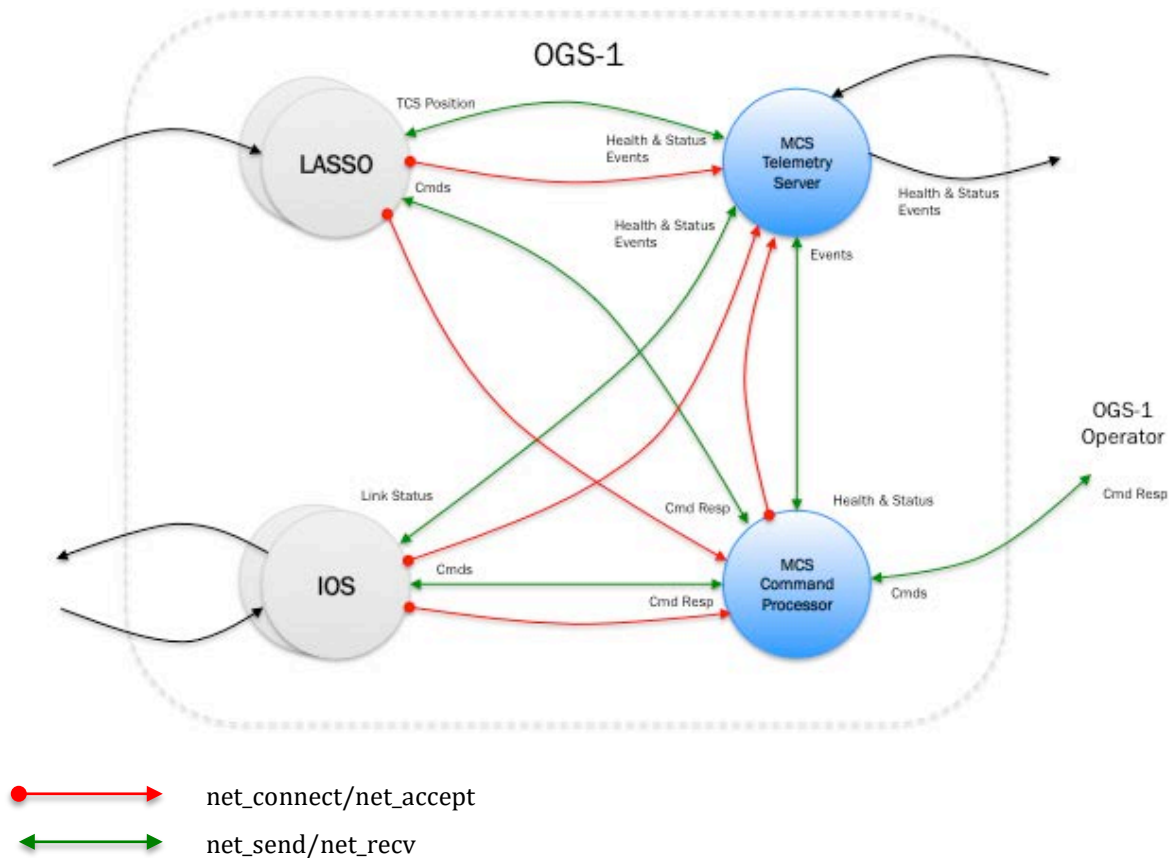 OGS-1
TCS Position
Health & Status
Events
LASSO
Cmds
MCS
Telemetry
Server
Health & Status
Events
Health & Status
Events
Events
OGS-1
Operator
Link Status
Cmd Resp
Health & Status
Cmd Resp
IOS
Cmds
Cmd Resp
MCS
Command
Processor
Cmds
net_connect/net_accept
net_send/net_recv